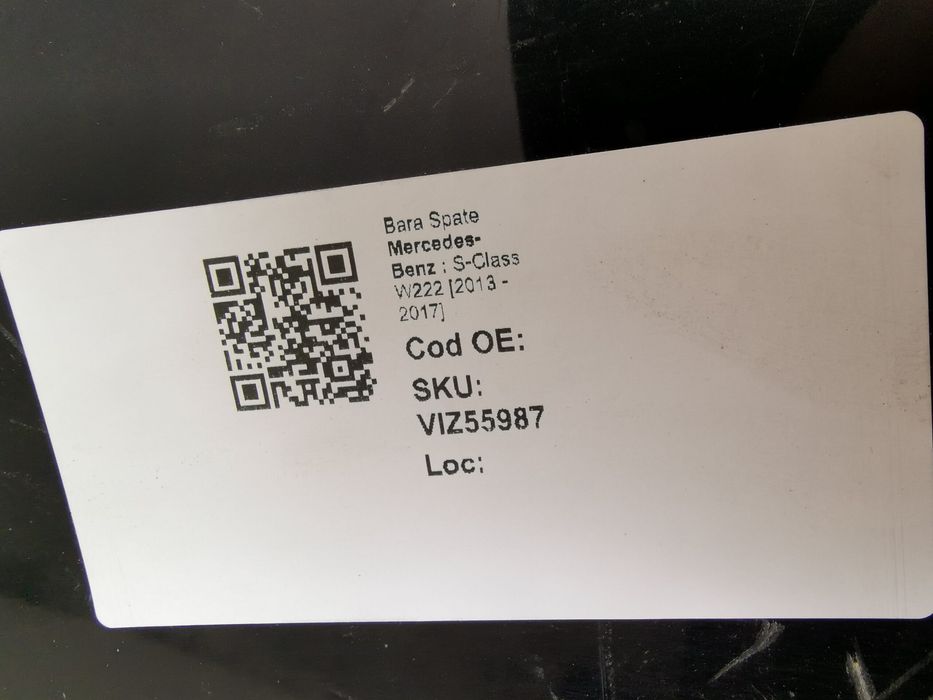 Bara Spate
Mercedes-
Benz : S-Class
W222 [2013 -
2017]
Cod OE:
SKU:
VIZ55987
Loc: